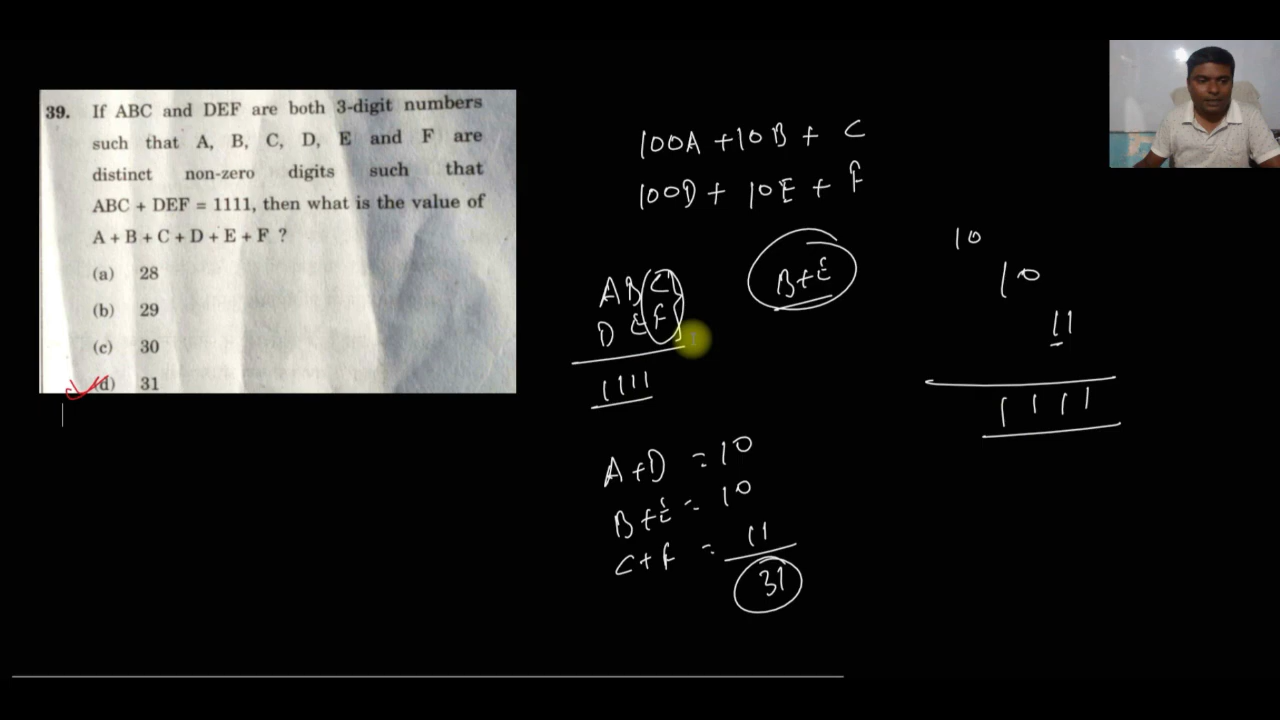 39. If ABC and DEF are both 3-digit numbers
such that A, B, C, D, E and F are
distinct non-zero digits such that
ABC + DEF = 1111, then what is the value of
A + B + C + D + E + F ?
(a) 28
(b) 29
(c) 30
(d) 31
100A + 10B + C
100D + 10E + F
B+E
ABC
DEF
1111
A+D = 10
B+E = 10
C+F = 11
31
10
10
11
1111